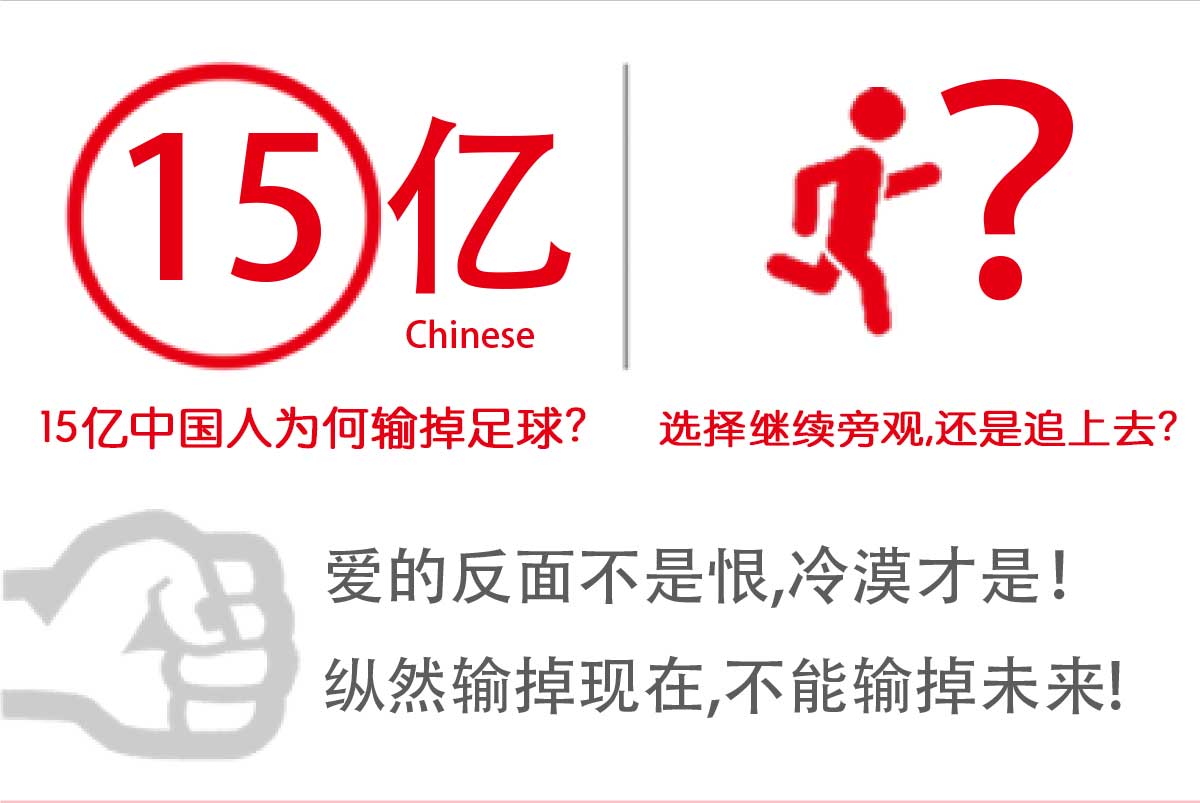 15亿
Chinese
?
15亿中国人为何输掉足球?
选择继续旁观,还是追上去?
爱的反面不是恨,冷漠才是!
纵然输掉现在,不能输掉未来!